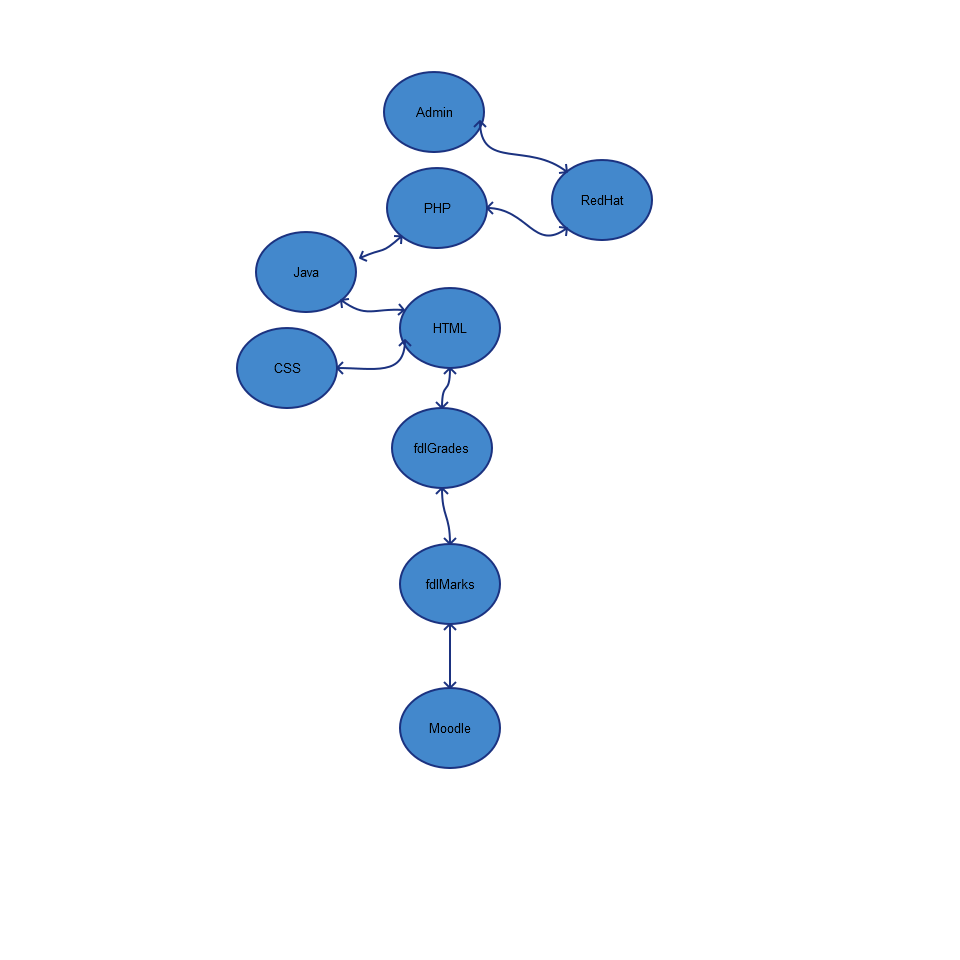 Admin
RedHat
PHP
Java
HTML
CSS
fdlGrades
fdlMarks
Moodle